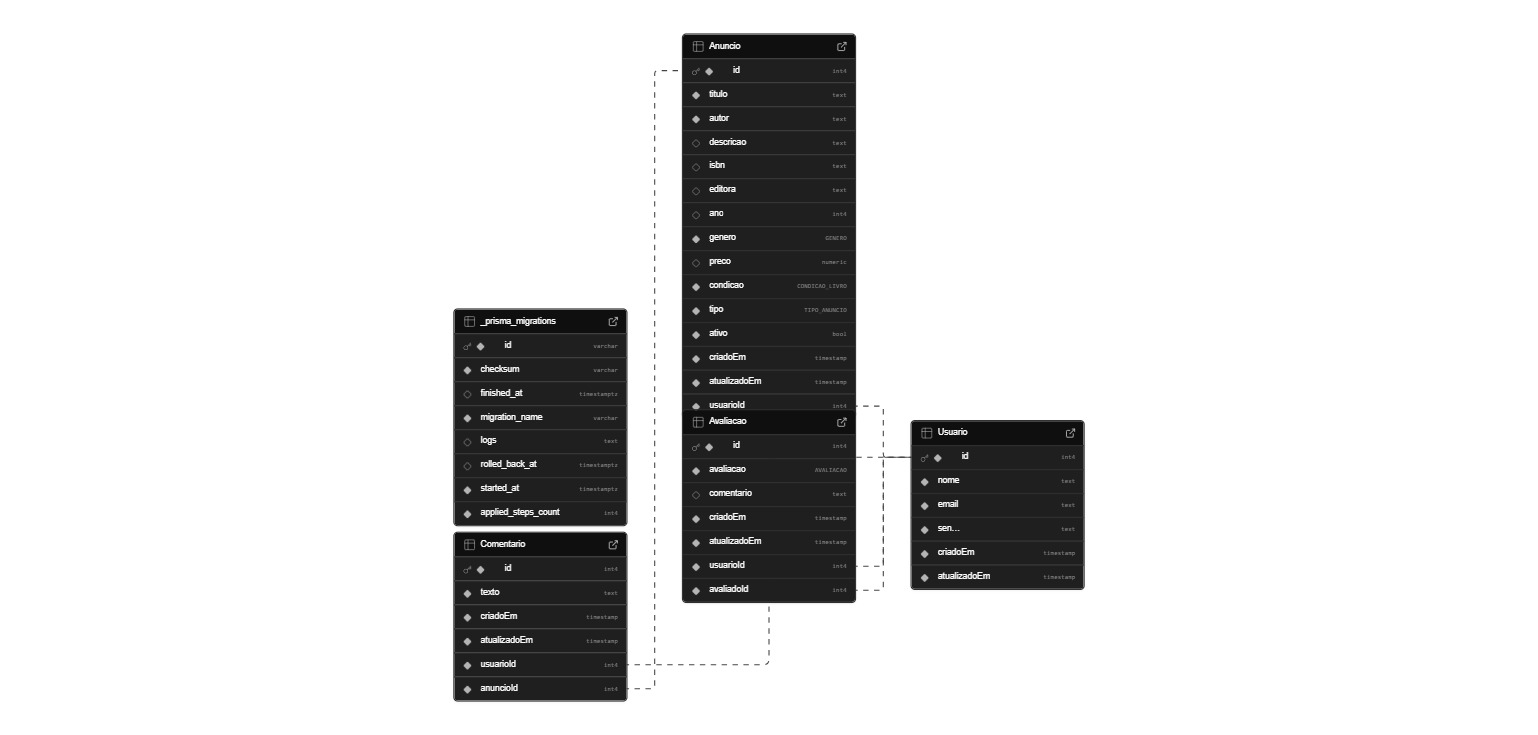 Anuncio
id int4
titulo text
autor text
descricao text
isbn text
editora text
ano int4
genero GENERO
preco numeric
condicao CONDICAO_LIVRO
tipo TIPO_ANUNCIO
ativo bool
criadoEm timestamp
atualizadoEm timestamp
usuarioId int4
_prisma_migrations
id varchar
checksum varchar
finished_at timestamptz
migration_name varchar
logs text
rolled_back_at timestamptz
started_at timestamptz
applied_steps_count int4
Avaliacao
id int4
avaliacao AVALIACAO
comentario text
criadoEm timestamp
atualizadoEm timestamp
usuarioId int4
avaliadoId int4
Usuario
id int4
nome text
email text
sen... text
criadoEm timestamp
atualizadoEm timestamp
Comentario
id int4
texto text
criadoEm timestamp
atualizadoEm timestamp
usuarioId int4
anuncioId int4